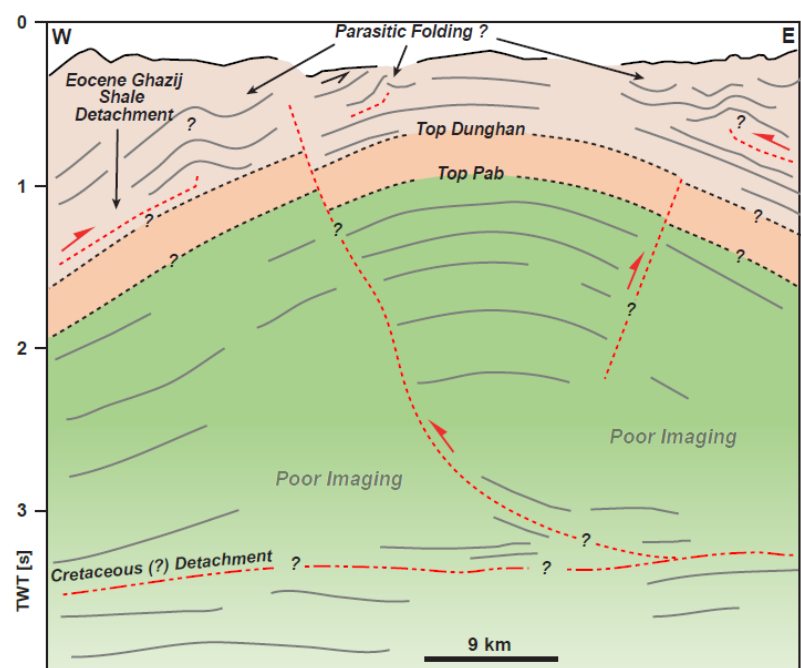 0
W
Parasitic Folding ?
E
Eocene Ghazij
Shale
Detachment
?
?
Top Dunghan
1
Top Pab
?
?
?
?
?
?
2
Poor Imaging
Poor Imaging
3
?
Cretaceous (?) Detachment
?
?
TWT [s]
9 km